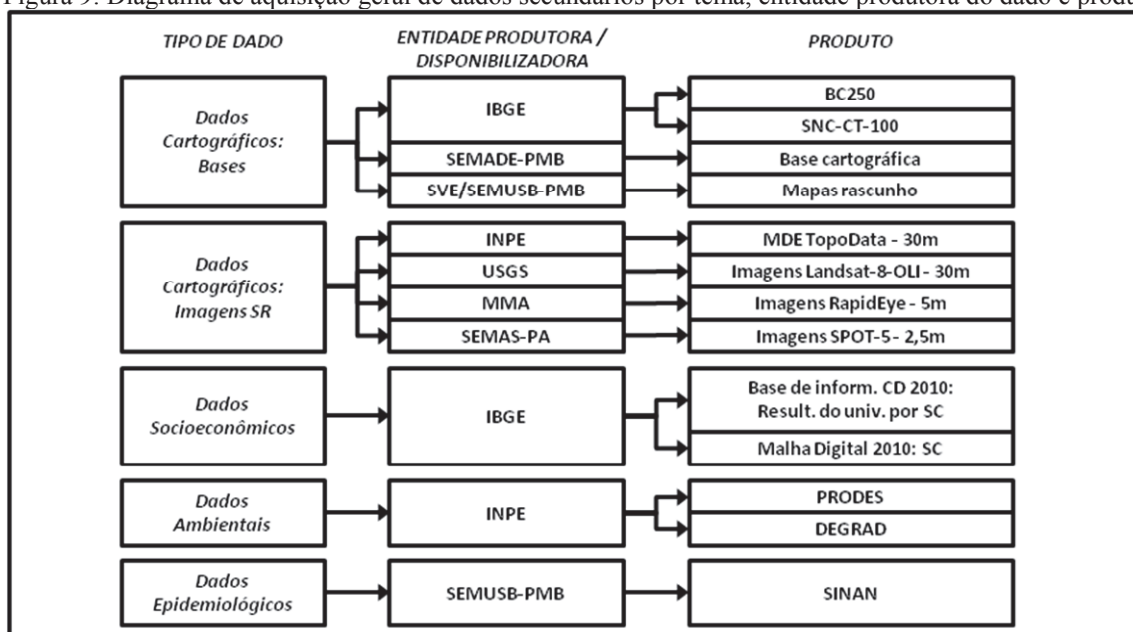 Figura 9: Diagrama de aquisição geral de dados secundários por tema, entidade produtora do dado e
TIPO DE DADO
ENTIDADE PRODUTORA /
DISPONIBILIZADORA
PRODUTO
Dados
Cartográficos:
Bases
IBGE
BC250
SNC-CT-100
SEMADE-PMB
Base cartográfica
SVE/SEMUSB-PMB
Mapas rascunho
Dados
Cartográficos:
Imagens SR
INPE
MDE TopoData - 30m
USGS
Imagens Landsat-8-OLI - 30m
MMA
Imagens RapidEye - 5m
SEMAS-PA
Imagens SPOT-5 - 2,5m
Dados
Socioeconômicos
IBGE
Base de inform. CD 2010:
Result. do univ. por SC
Malha Digital 2010: SC
Dados
Ambientais
INPE
PRODES
DEGRAD
Dados
Epidemiológicos
SEMUSB-PMB
SINAN